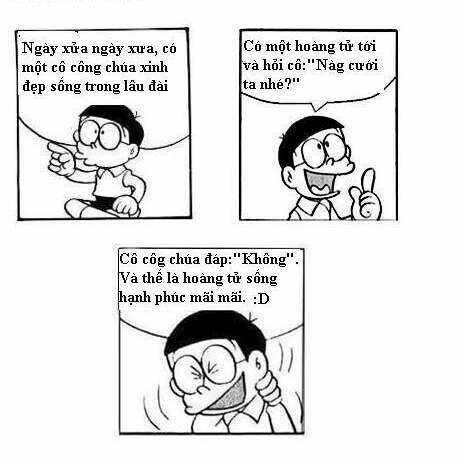 Ngày xửa ngày xưa, có
một cô công chúa xinh
đẹp sống trong lâu đài
Có một hoàng tử tới
và hỏi cô:"Nàg cưới
ta nhé?"
Cô côg chúa đáp:"Không".
Và thế là hoàng tử sống
hạnh phúc mãi mãi. :D